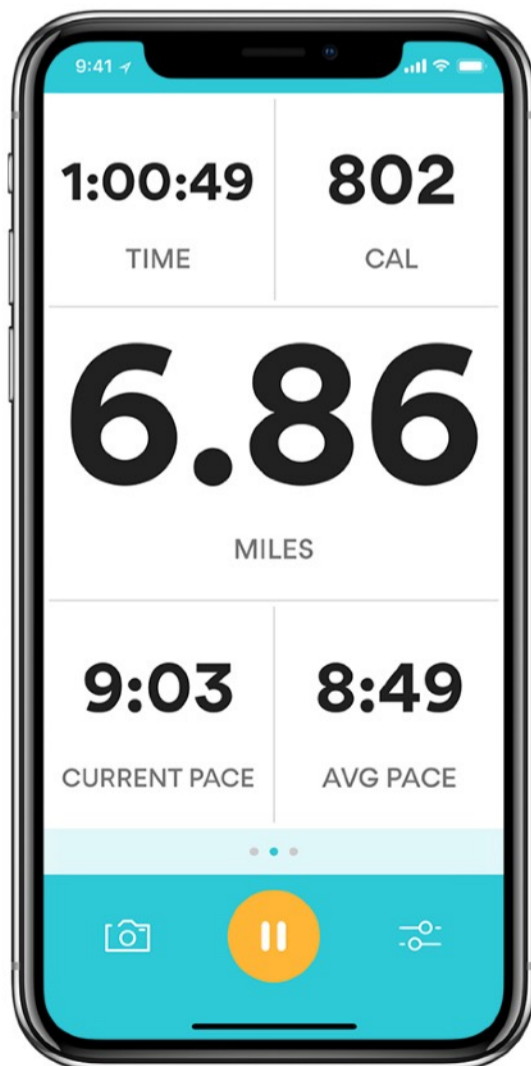 9:41
1:00:49 802
TIME CAL
6.86
MILES
9:03 8:49
CURRENT PACE AVG PACE